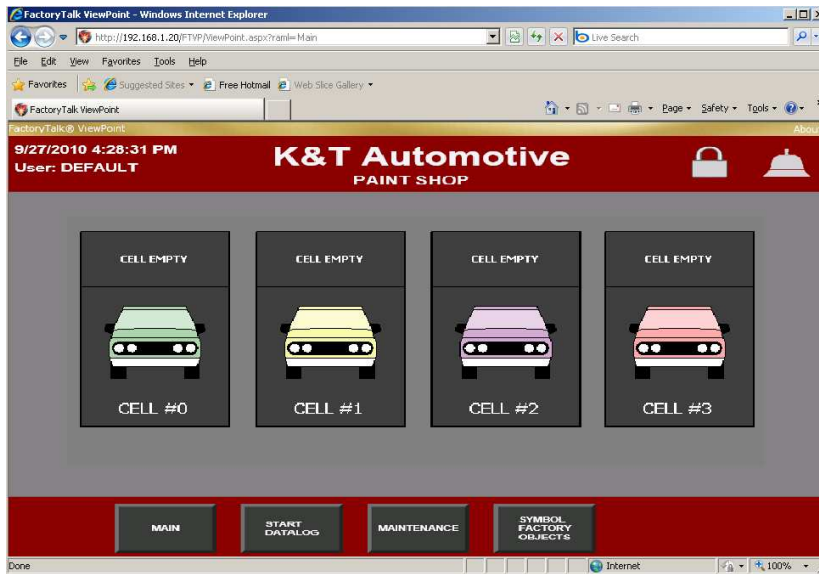 FactoryTalk ViewPoint - Windows Internet Explorer
http://192.168.1.20/FTVP/ViewPoint.aspx?raml=Main
Live Search
File Edit View Favorites Tools Help
Favorites Suggested Sites Free Hotmail Web Slice Gallery
FactoryTalk ViewPoint
Page Safety Tools
FactoryTalk® ViewPoint
About
9/27/2010 4:28:31 PM
User: DEFAULT
K&T Automotive
PAINT SHOP
CELL EMPTY CELL EMPTY CELL EMPTY CELL EMPTY
CELL #0 CELL #1 CELL #2 CELL #3
MAIN
START
DATALOG
MAINTENANCE
SYMBOL
FACTORY
OBJECTS
Done
Internet
100%